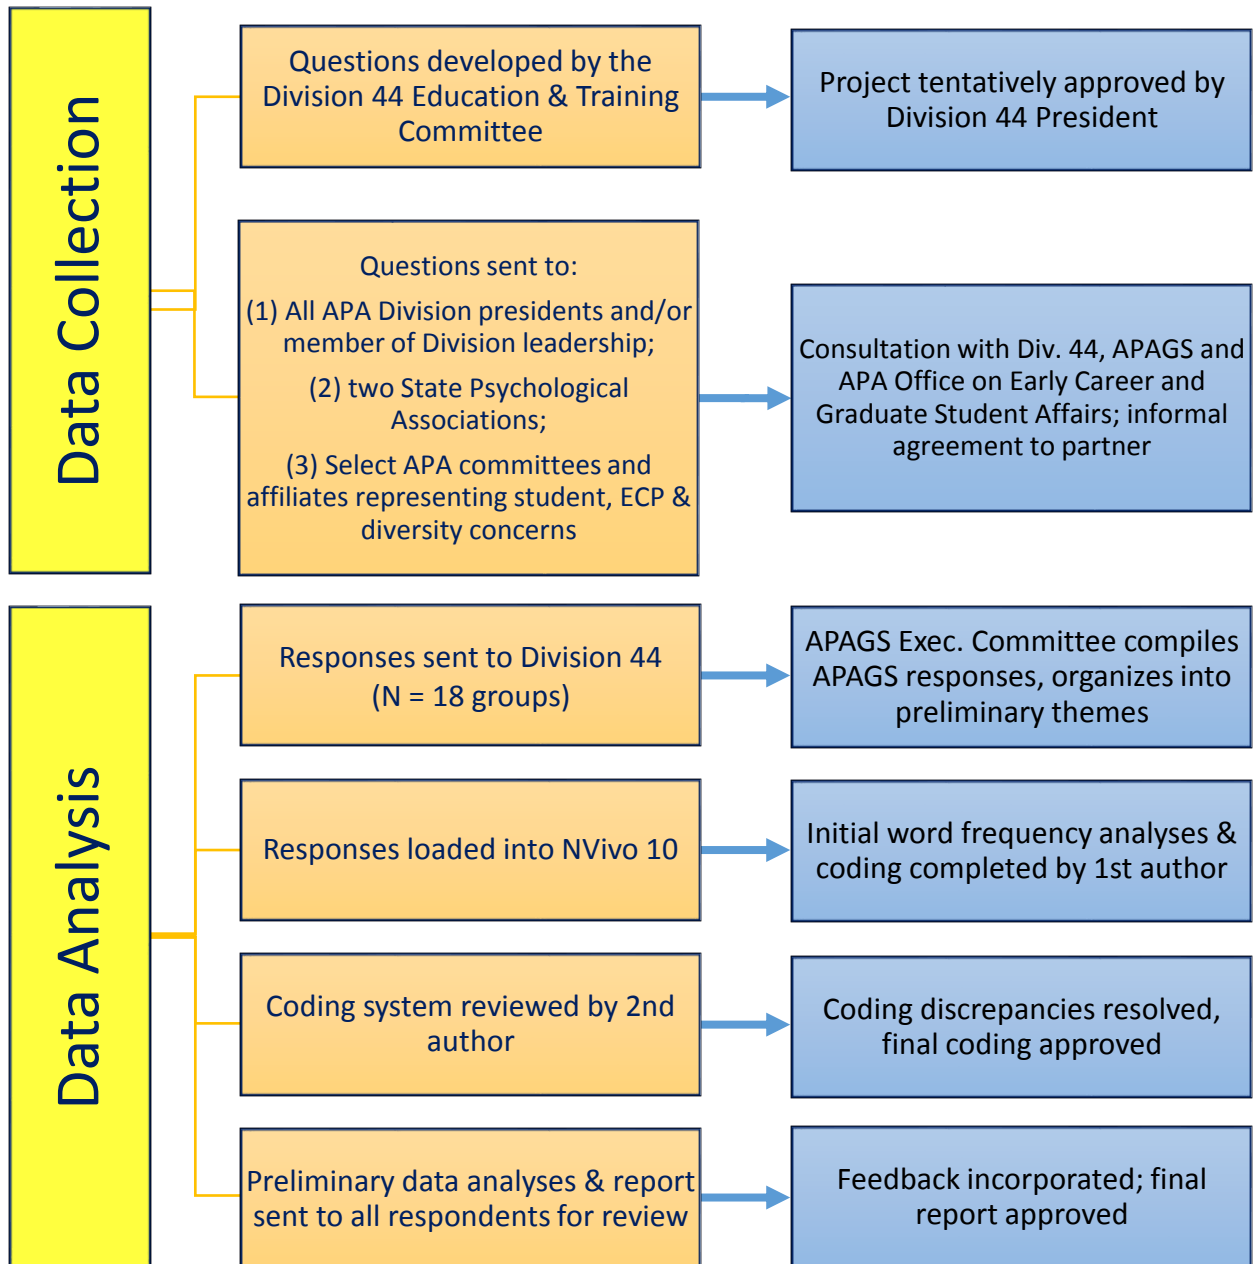 Data Collection
Questions developed by the
Division 44 Education & Training
Committee
Project tentatively approved by
Division 44 President
Questions sent to:
(1) All APA Division presidents and/or
member of Division leadership;
(2) two State Psychological
Associations;
(3) Select APA committees and
affiliates representing student, ECP &
diversity concerns
Consultation with Div. 44, APAGS and
APA Office on Early Career and
Graduate Student Affairs; informal
agreement to partner
Data Analysis
Responses sent to Division 44
(N = 18 groups)
APAGS Exec. Committee compiles
APAGS responses, organizes into
preliminary themes
Responses loaded into NVivo 10
Initial word frequency analyses &
coding completed by 1st author
Coding system reviewed by 2nd
author
Coding discrepancies resolved,
final coding approved
Preliminary data analyses & report
sent to all respondents for review
Feedback incorporated; final
report approved